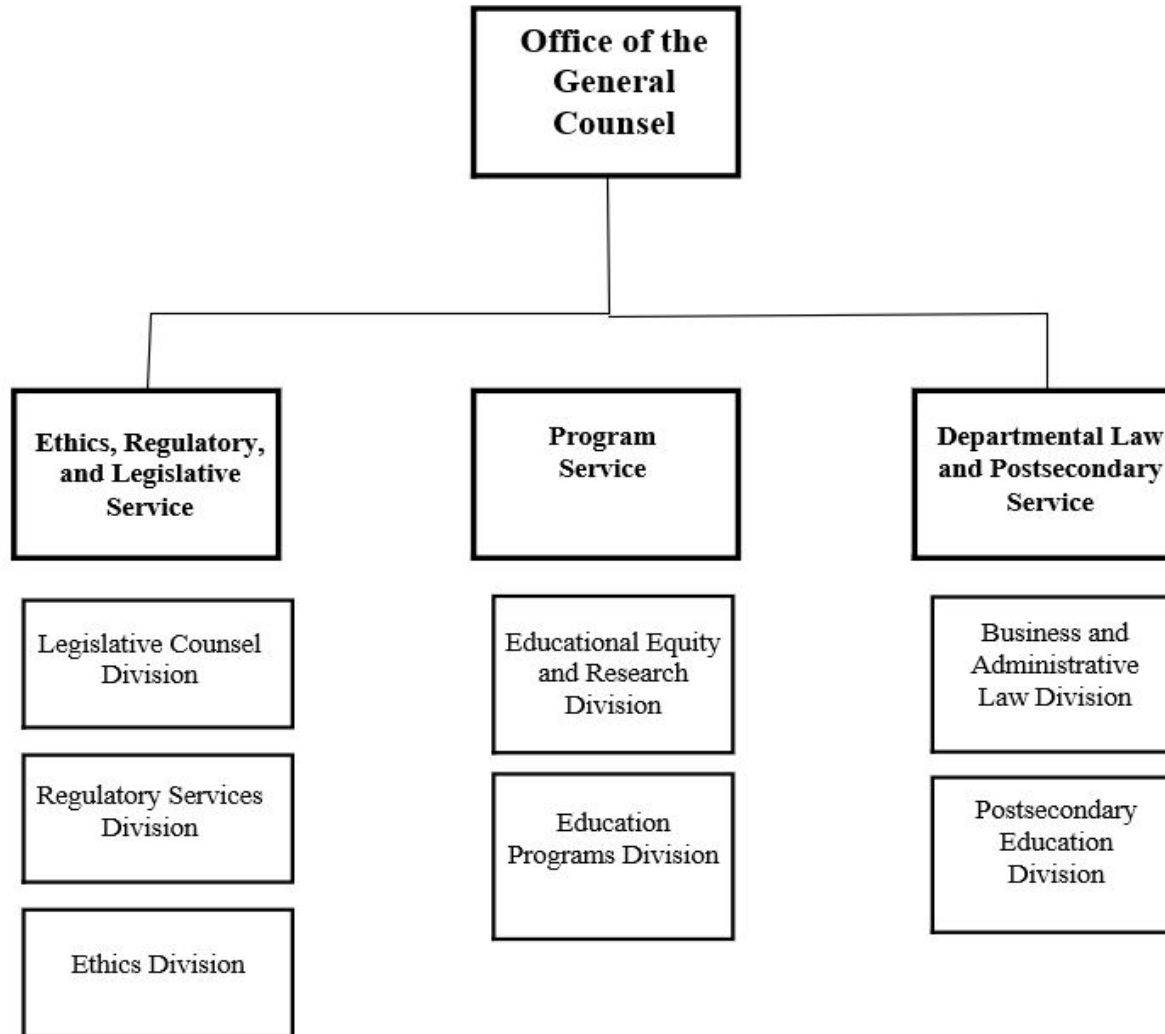 Office of the
General
Counsel
Ethics, Regulatory,
and Legislative
Service
Program
Service
Departmental Law
and Postsecondary
Service
Legislative Counsel
Division
Regulatory Services
Division
Ethics Division
Educational Equity
and Research
Division
Education
Programs Division
Business and
Administrative
Law Division
Postsecondary
Education
Division